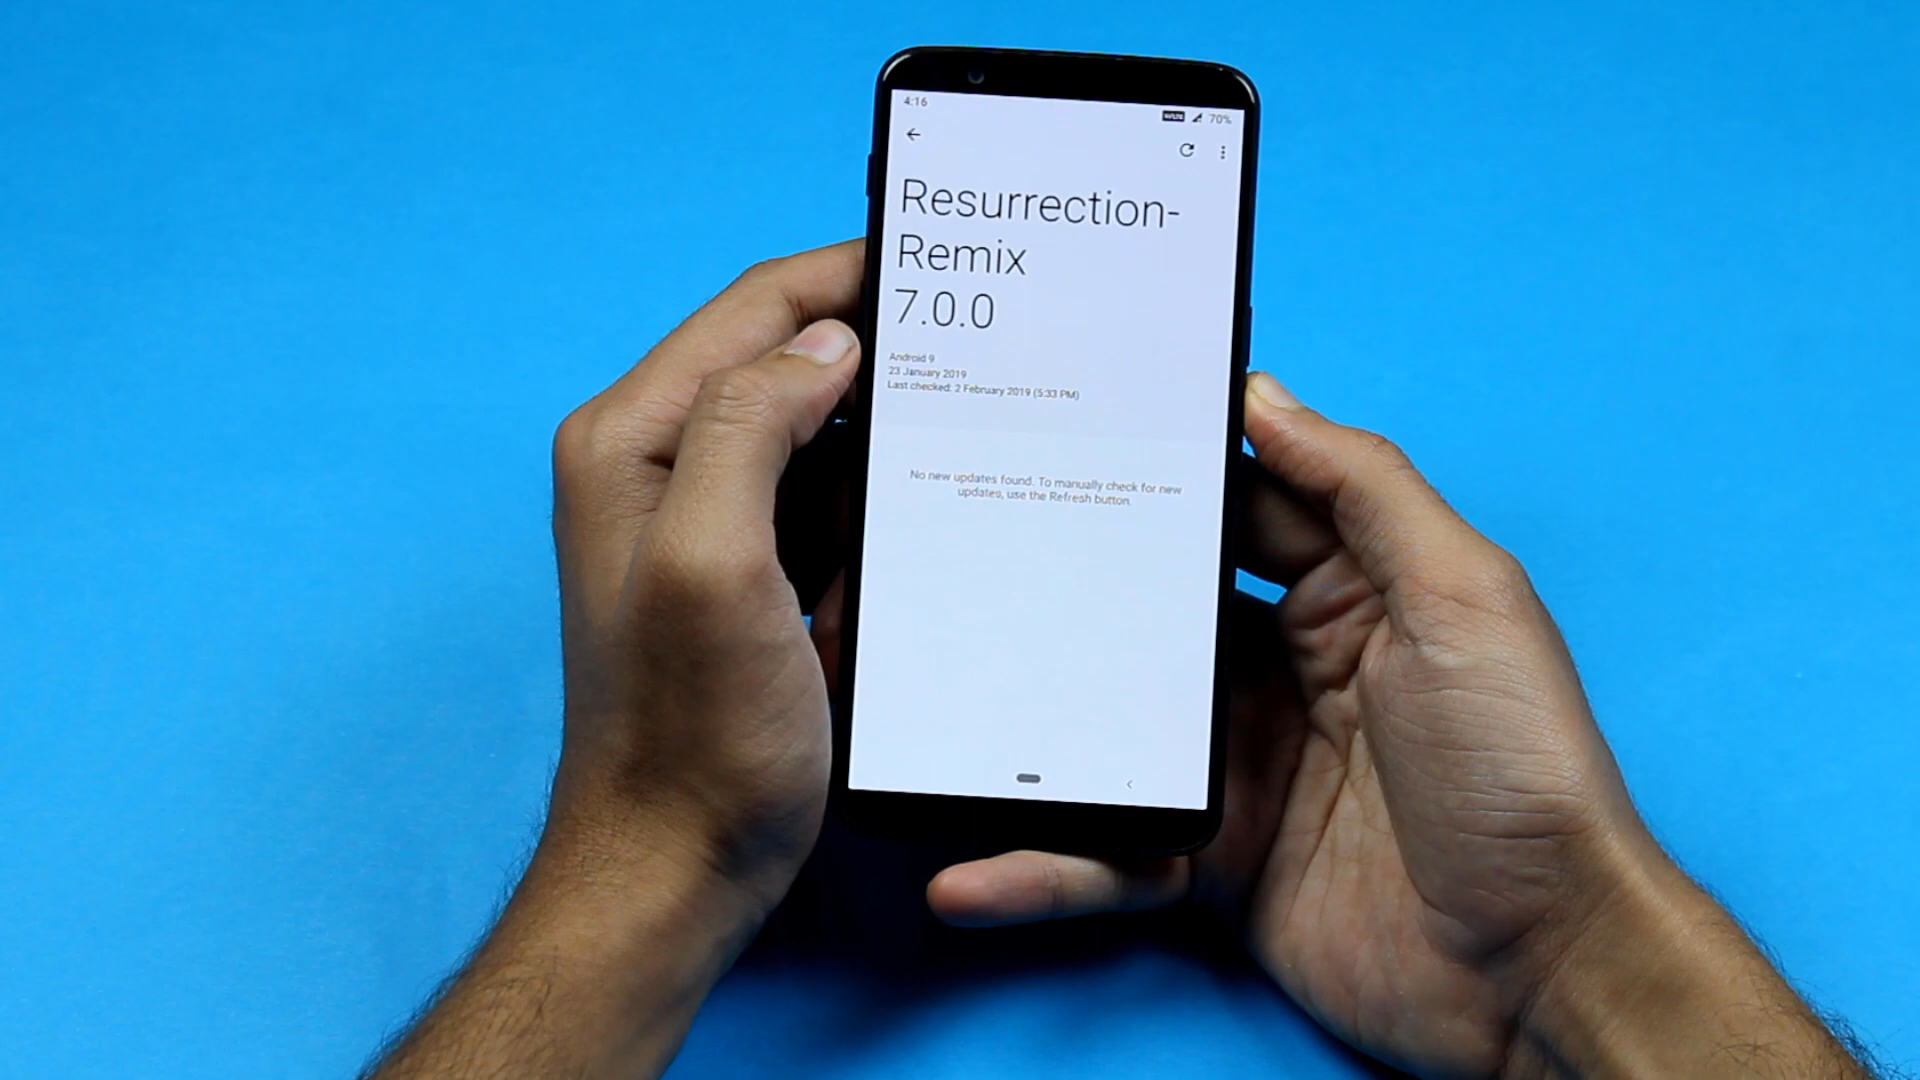 4:16
VoLTE 70%
Resurrection-
Remix
7.0.0
Android 9
23 January 2019
Last checked: 2 February 2019 (5:33 PM)
No new updates found. To manually check for new
updates, use the Refresh button.